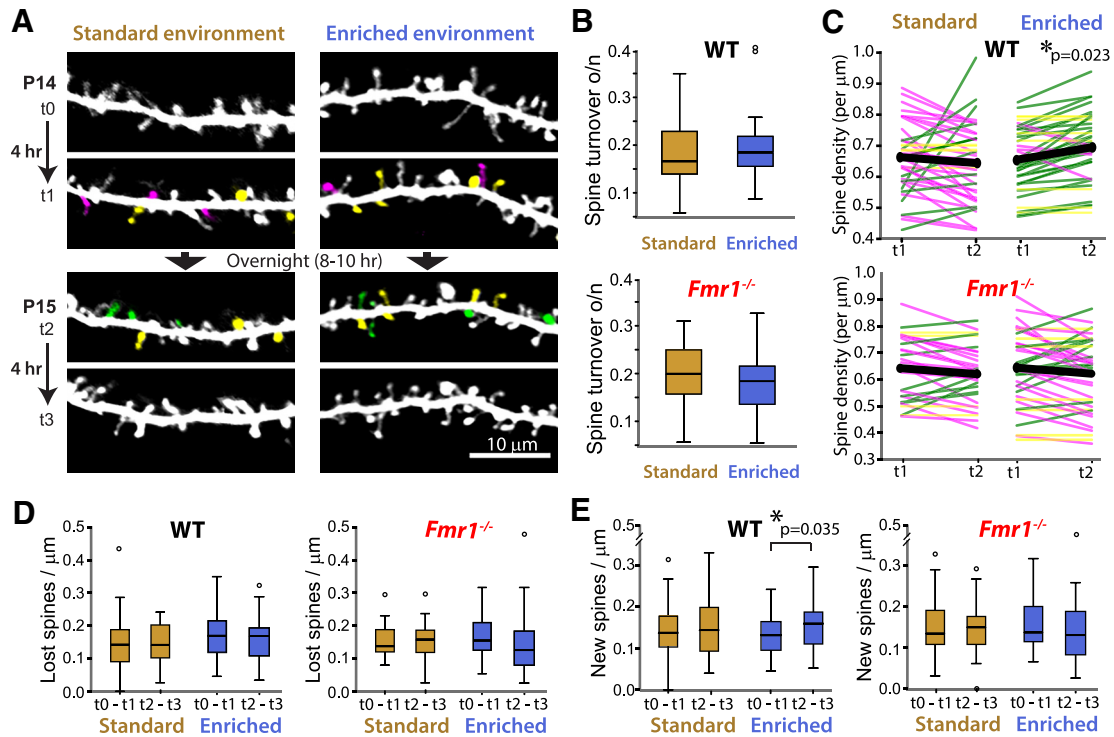 A
Standard environment
Enriched environment
P14
t0
4 hr
t1
Overnight (8-10 hr)
P15
t2
4 hr
t3
10 µm
B
WT
Spine turnover o/n
0.4
0.3
0.2
0.1
8
Standard
Enriched
Fmr1-/-
Spine turnover o/n
0.4
0.3
0.2
0.1
Standard
Enriched
C
Standard
Enriched
WT
*p=0.023
Spine density (per µm)
1.0
0.9
0.8
0.7
0.6
0.5
0.4
t1 t2 t1 t2
Fmr1-/-
Spine density (per µm)
1.0
0.9
0.8
0.7
0.6
0.5
0.4
0.3
t1 t2 t1 t2
D
WT
Lost spines / µm
0.5
0.4
0.3
0.2
0.1
0.0
t0 - t1 t2 - t3 t0 - t1 t2 - t3
Standard Enriched
Fmr1-/-
Lost spines / µm
0.5
0.4
0.3
0.2
0.1
0.0
t0 - t1 t2 - t3 t0 - t1 t2 - t3
Standard Enriched
E
WT
*p=0.035
New spines / µm
0.5
0.3
0.2
0.1
0.0
t0 - t1 t2 - t3 t0 - t1 t2 - t3
Standard Enriched
Fmr1-/-
New spines / µm
0.5
0.3
0.2
0.1
0.0
t0 - t1 t2 - t3 t0 - t1 t2 - t3
Standard Enriched